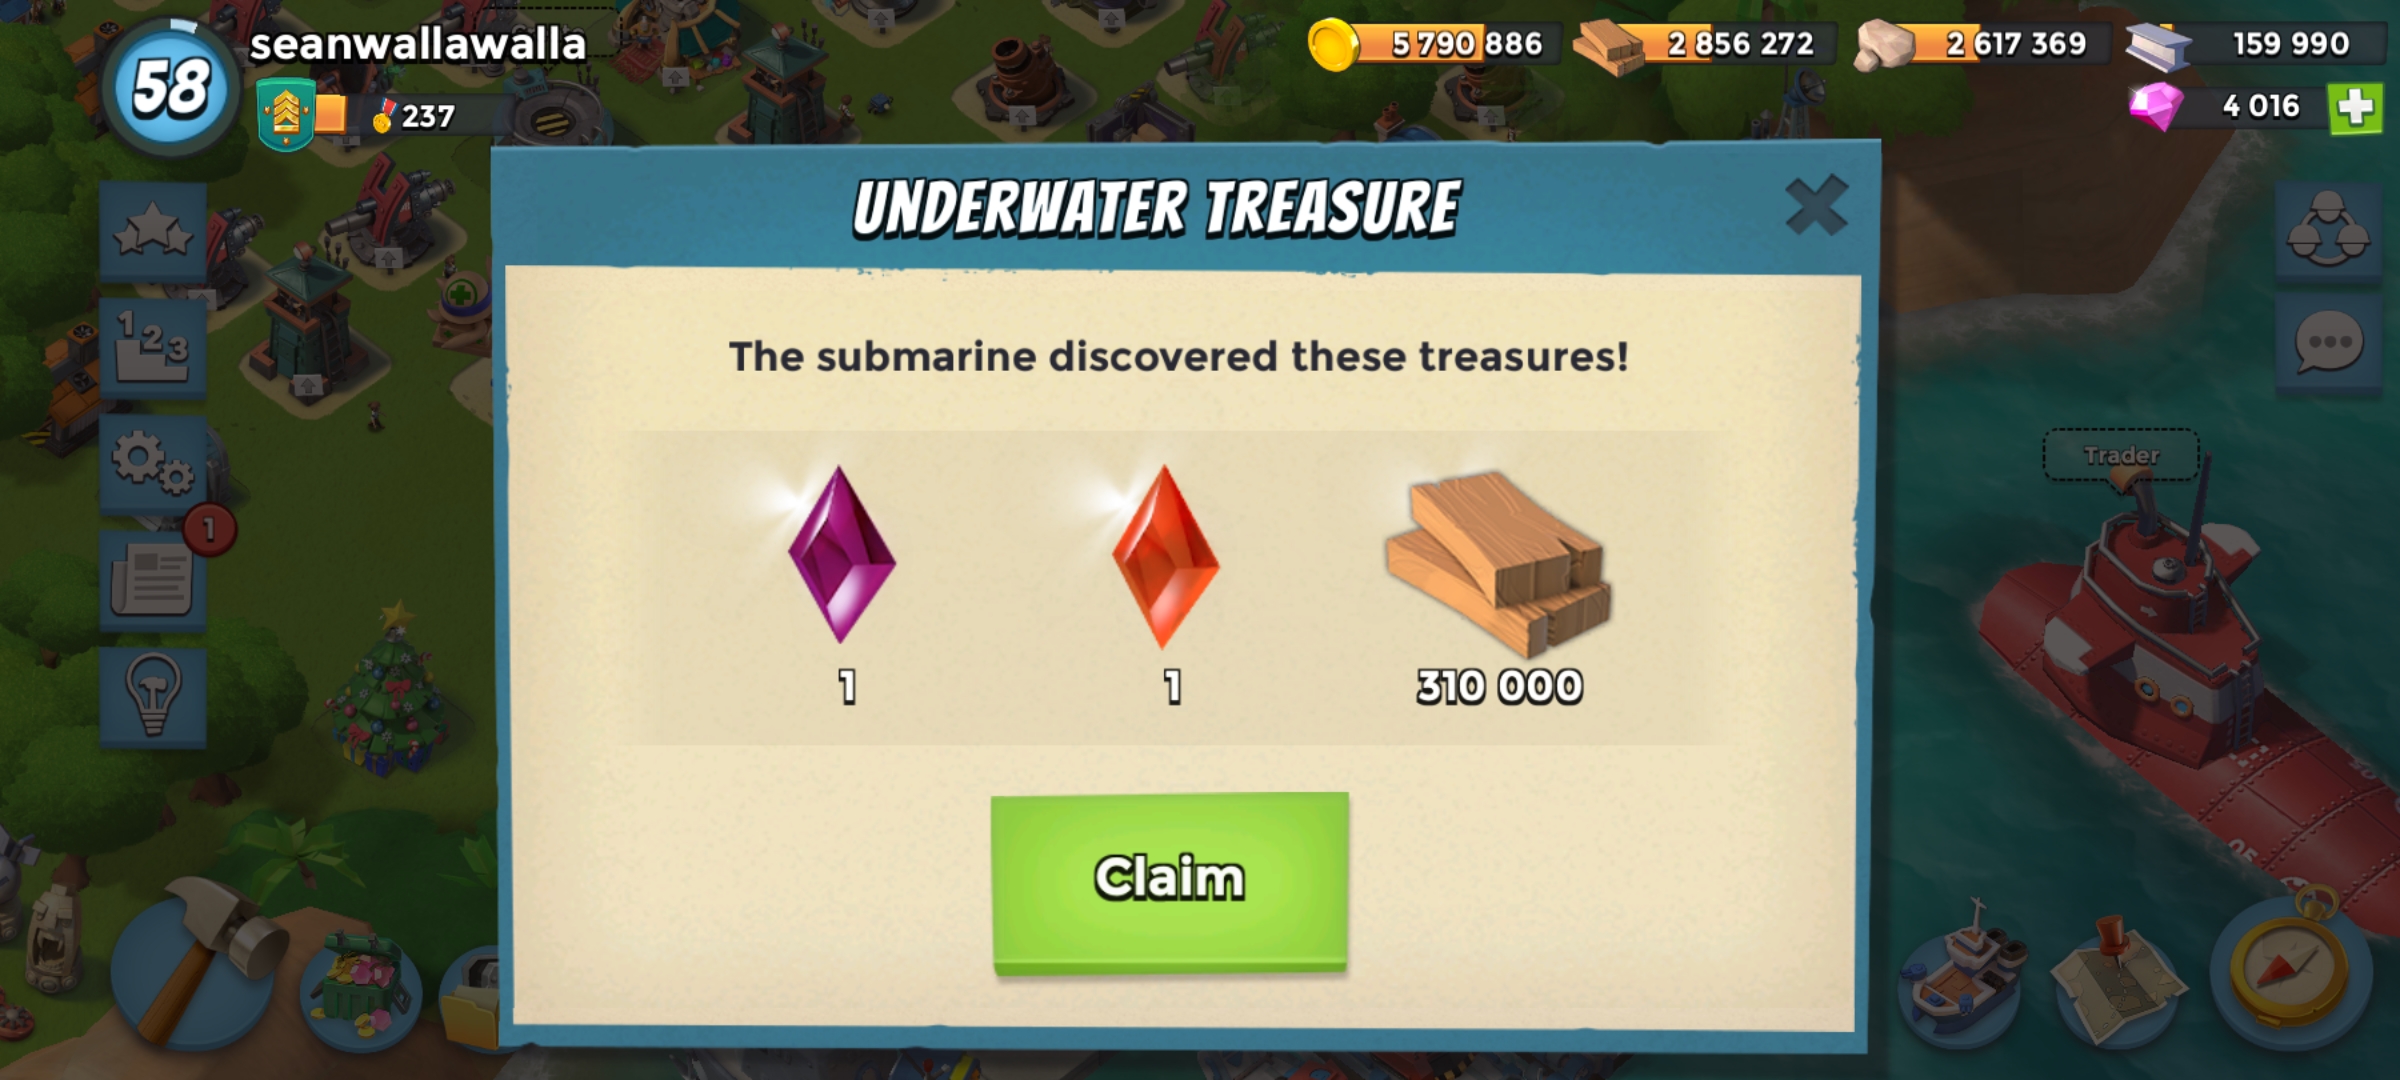 58
seanwallawalla
237
5 790 886
2 856 272
2 617 369
159 990
4 016
UNDERWATER TREASURE
The submarine discovered these treasures!
1
1
310 000
Claim
123
1
Trader